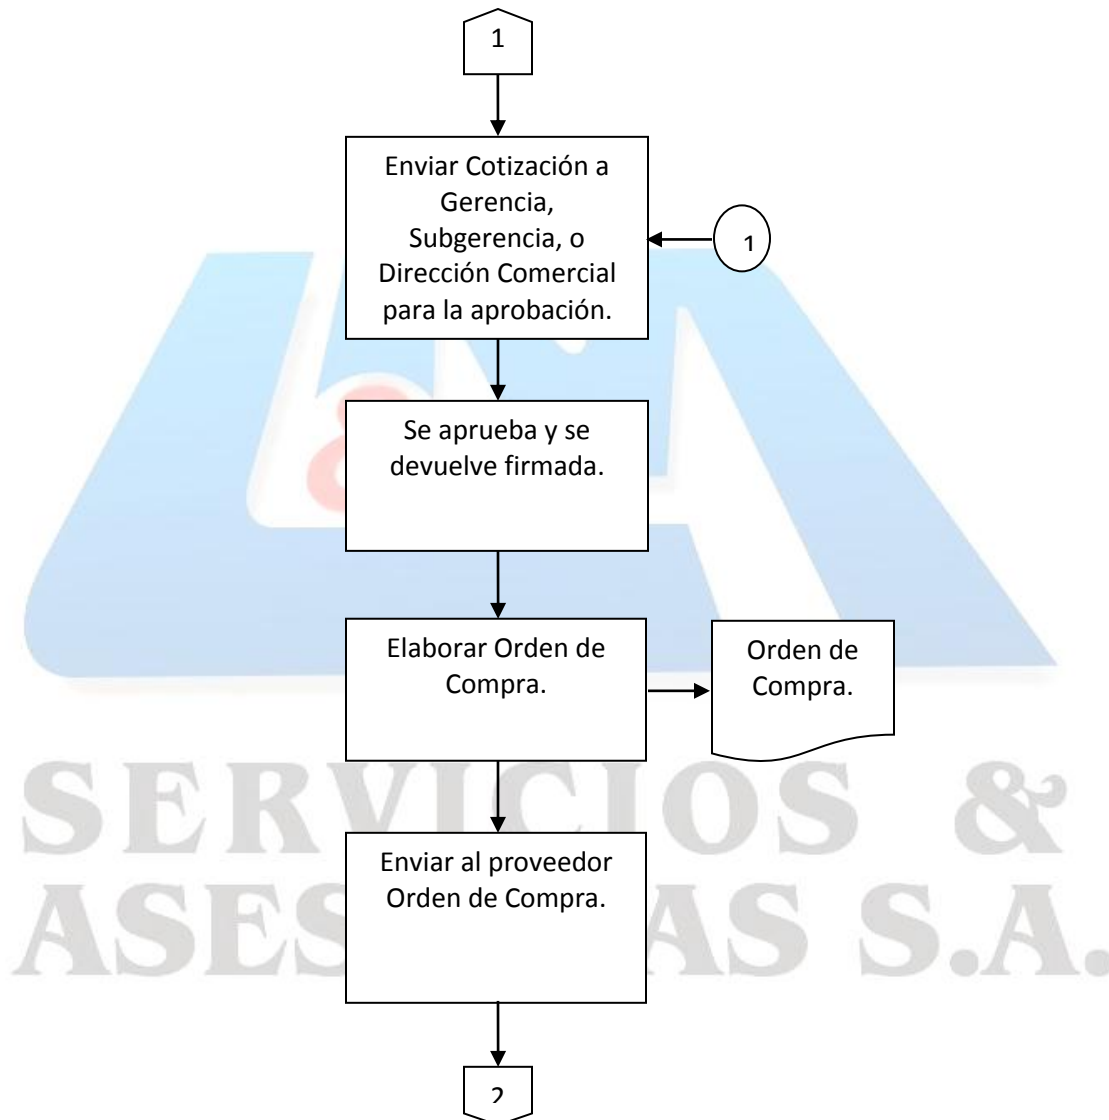 1
Enviar Cotización a
Gerencia,
Subgerencia, o
Dirección Comercial
para la aprobación.
1
Se aprueba y se
devuelve firmada.
Elaborar Orden de
Compra.
Orden de
Compra.
Enviar al proveedor
Orden de Compra.
2
SERVICIOS &
S.A.